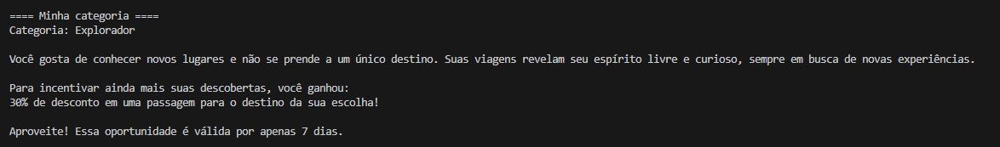 ==== Minha categoria ====
Categoria: Explorador
Você gosta de conhecer novos lugares e não se prende a um único destino. Suas viagens revelam seu espírito livre e curioso, sempre em busca de novas experiências.
Para incentivar ainda mais suas descobertas, você ganhou:
30% de desconto em uma passagem para o destino da sua escolha!
Aproveite! Essa oportunidade é válida por apenas 7 dias.